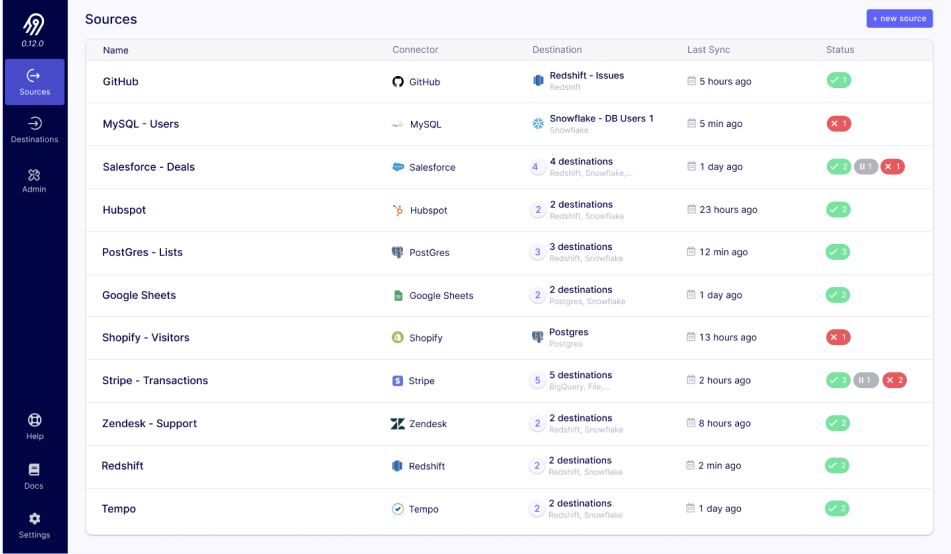 Sources
+ new source
0.12.0
Name Connector Destination Last Sync Status
Sources
GitHub GitHub Redshift - Issues 5 hours ago 1
Redshift
Destinations
MySQL - Users MySQL Snowflake - DB Users 1 5 min ago 1
Snowflake
Admin
Salesforce - Deals Salesforce 4 4 destinations 1 day ago 2 1 1
Redshift, Snowflake,...
Hubspot Hubspot 2 2 destinations 23 hours ago 2
Redshift, Snowflake
PostGres - Lists PostGres 3 3 destinations 12 min ago 3
Redshift, Snowflake
Google Sheets Google Sheets 2 2 destinations 1 day ago 2
Postgres, Snowflake
Shopify - Visitors Shopify Postgres 13 hours ago 1
Postgres
Stripe - Transactions S Stripe 5 5 destinations 2 hours ago 2 1 2
BigQuery, File,...
Zendesk - Support Zendesk 2 2 destinations 8 hours ago 2
Redshift, Snowflake
Help
Redshift Redshift 2 2 destinations 2 min ago 2
Redshift, Snowflake
Docs
Tempo Tempo 2 2 destinations 1 day ago 2
Redshift, Snowflake
Settings